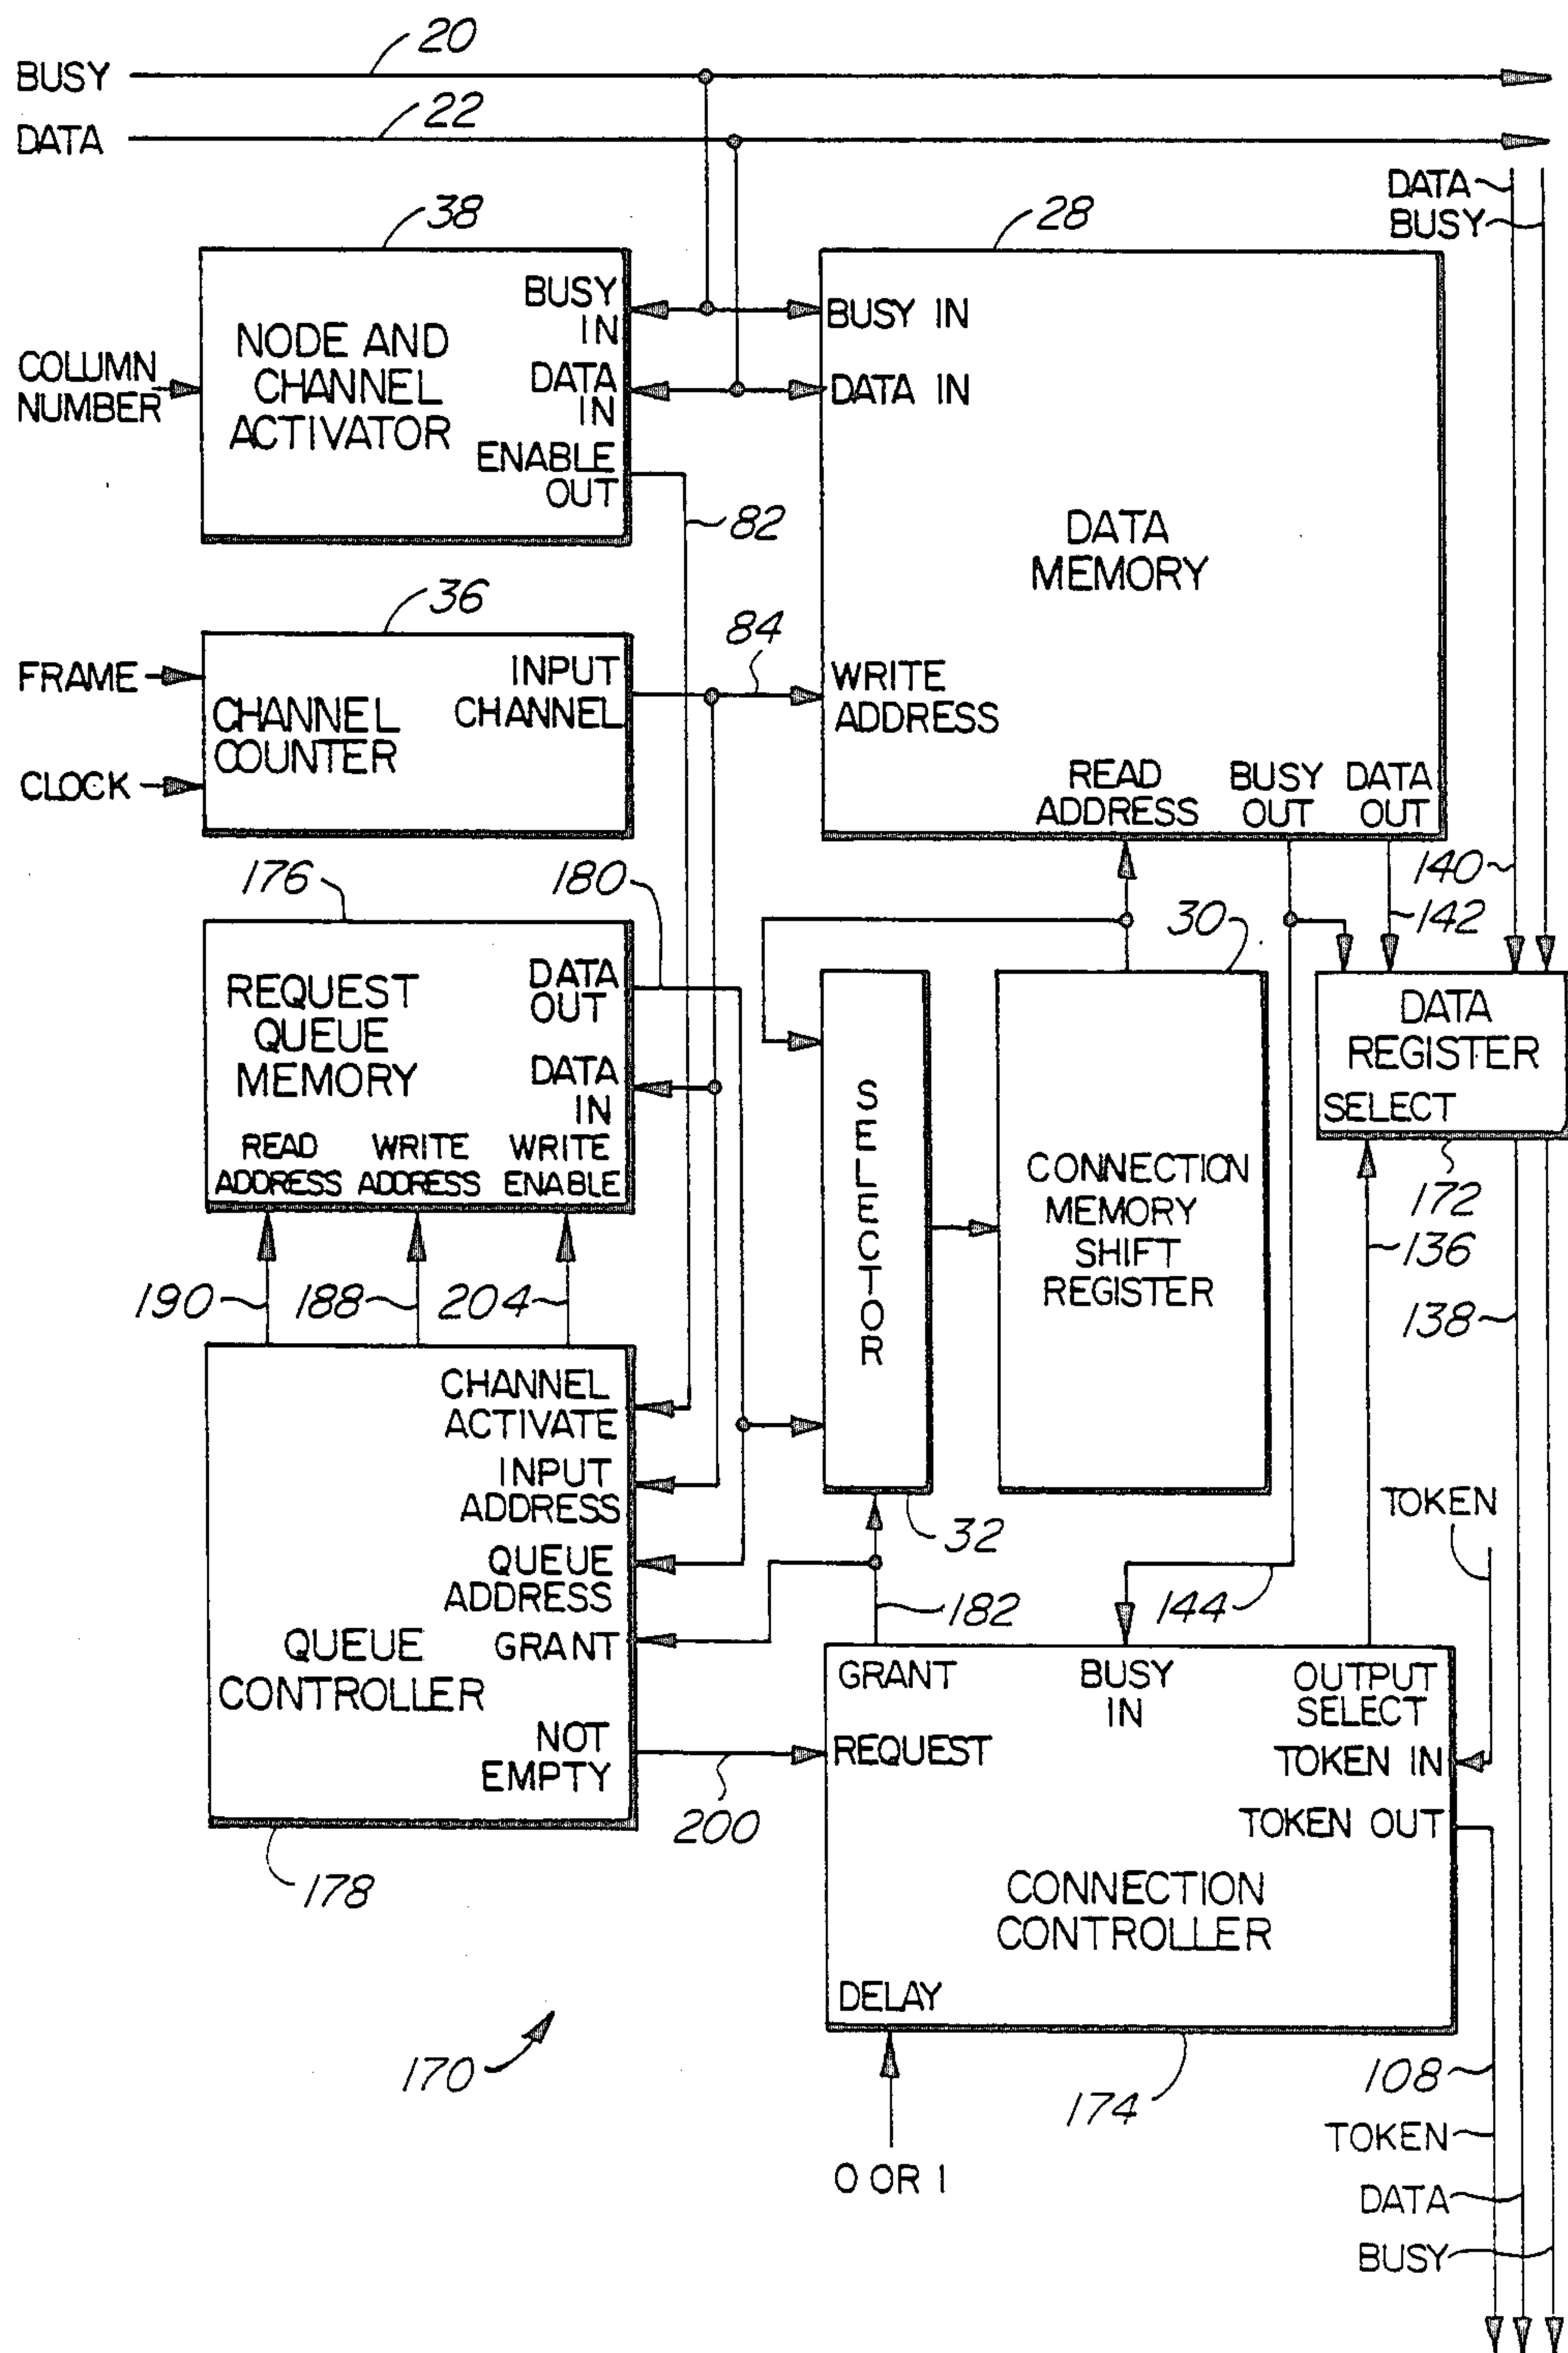 20
BUSY
22
DATA
DATA
BUSY
38
28
BUSY
IN
NODE AND
CHANNEL
ACTIVATOR
DATA
IN
ENABLE
OUT
COLUMN
NUMBER
BUSY IN
DATA IN
82
DATA
MEMORY
36
84
FRAME
INPUT
CHANNEL
CHANNEL
COUNTER
CLOCK
WRITE
ADDRESS
READ
ADDRESS
BUSY
OUT
DATA
OUT
140
142
176
180
30
REQUEST
QUEUE
MEMORY
DATA
OUT
DATA
IN
READ
ADDRESS
WRITE
ADDRESS
WRITE
ENABLE
SELECTOR
CONNECTION
MEMORY
SHIFT
REGISTER
DATA
REGISTER
SELECT
172
136
138
190
188
204
CHANNEL
ACTIVATE
INPUT
ADDRESS
QUEUE
ADDRESS
GRANT
QUEUE
CONTROLLER
NOT
EMPTY
32
TOKEN
182
144
GRANT
BUSY
IN
OUTPUT
SELECT
REQUEST
TOKEN IN
200
TOKEN OUT
178
CONNECTION
CONTROLLER
DELAY
170
174
108
TOKEN
0 OR 1
DATA
BUSY